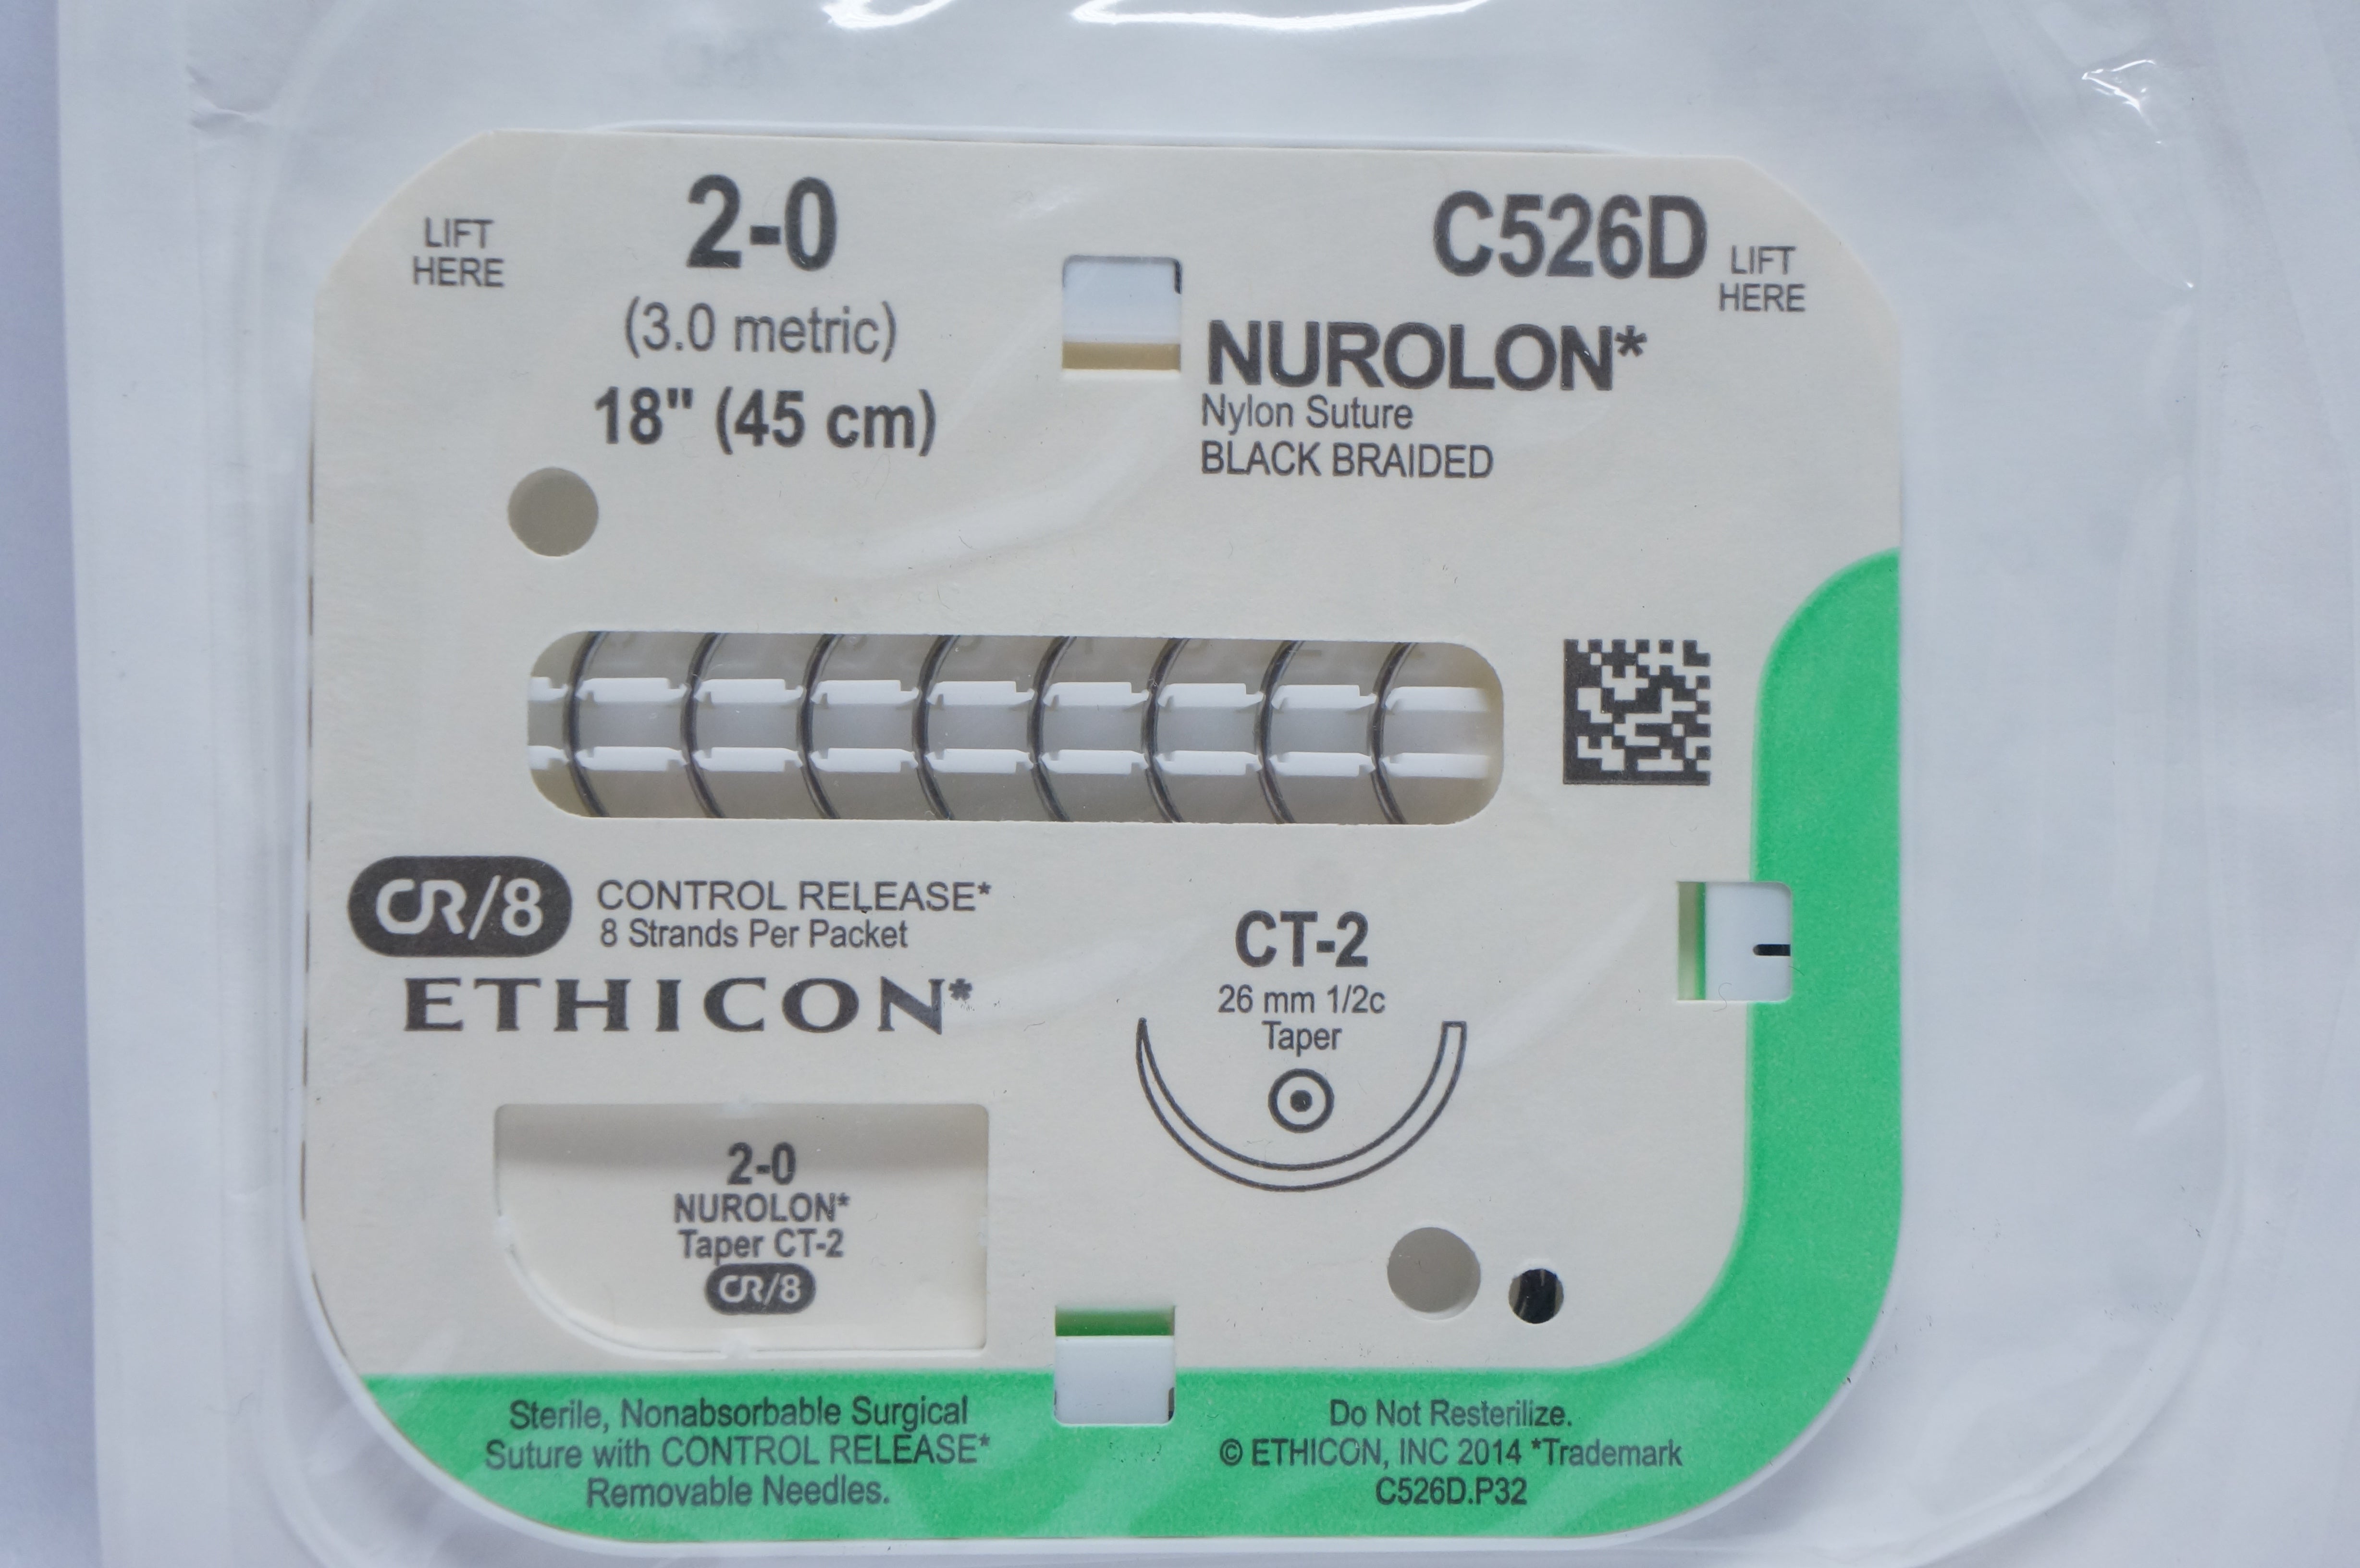 2-0
(3.0 metric)
18" (45 cm)
LIFT
HERE
C526D
LIFT
HERE
NUROLON*
Nylon Suture
BLACK BRAIDED
CR/8
CONTROL RELEASE*
8 Strands Per Packet
ETHICON*
CT-2
26 mm 1/2c
Taper
2-0
NUROLON*
Taper CT-2
CR/8
Sterile, Nonabsorbable Surgical
Suture with CONTROL RELEASE*
Removable Needles.
Do Not Resterilize.
© ETHICON, INC 2014 *Trademark
C526D.P32